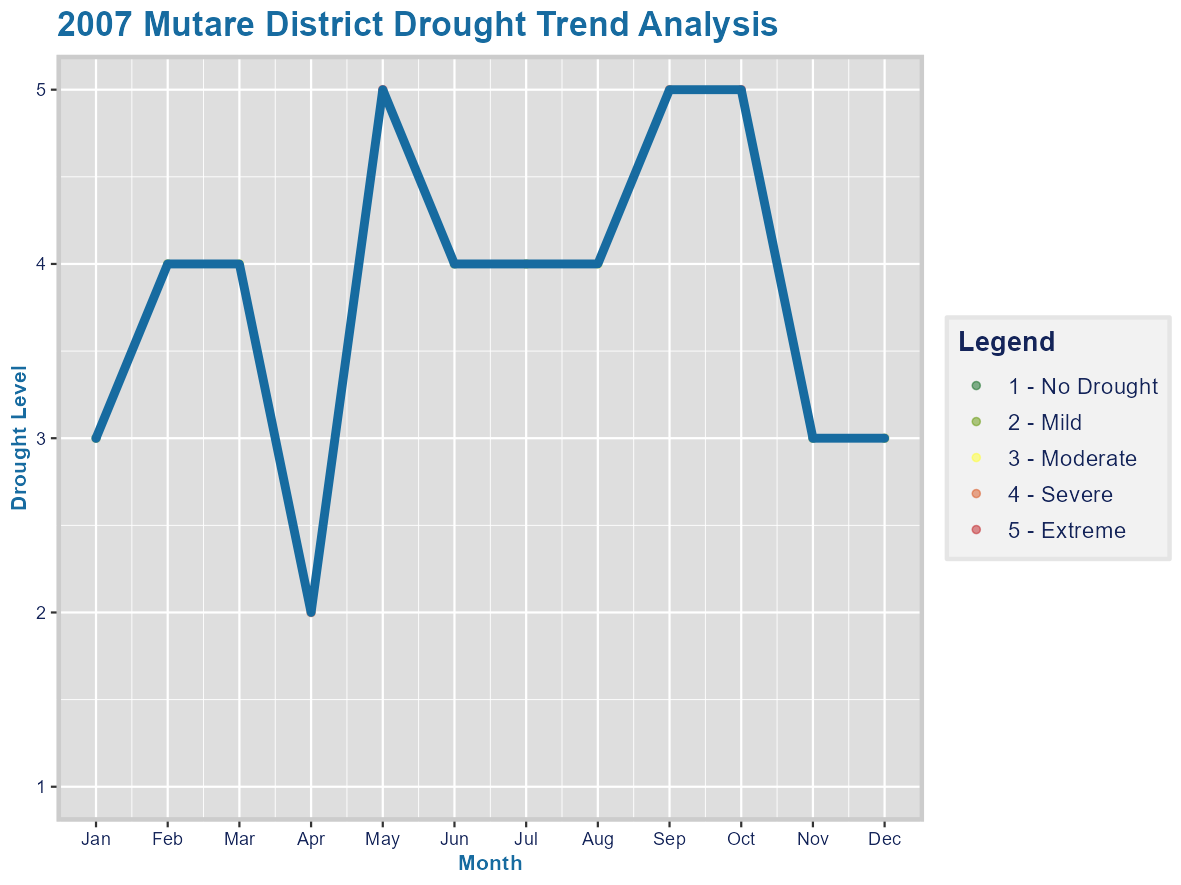 2007 Mutare District Drought Trend Analysis
Drought Level
5
4
3
2
1
Jan Feb Mar Apr May Jun Jul Aug Sep Oct Nov Dec
Month
Legend
1 - No Drought
2 - Mild
3 - Moderate
4 - Severe
5 - Extreme